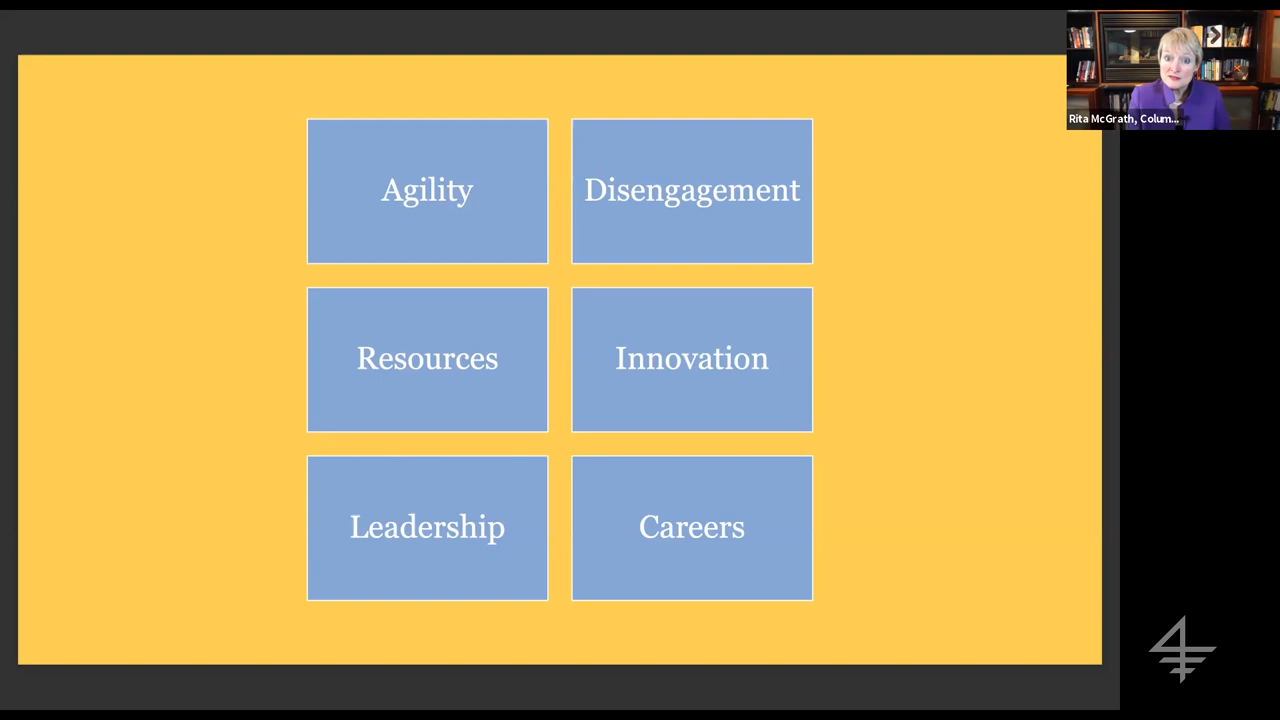 Rita McGrath, Colum...
Agility
Disengagement
Resources
Innovation
Leadership
Careers